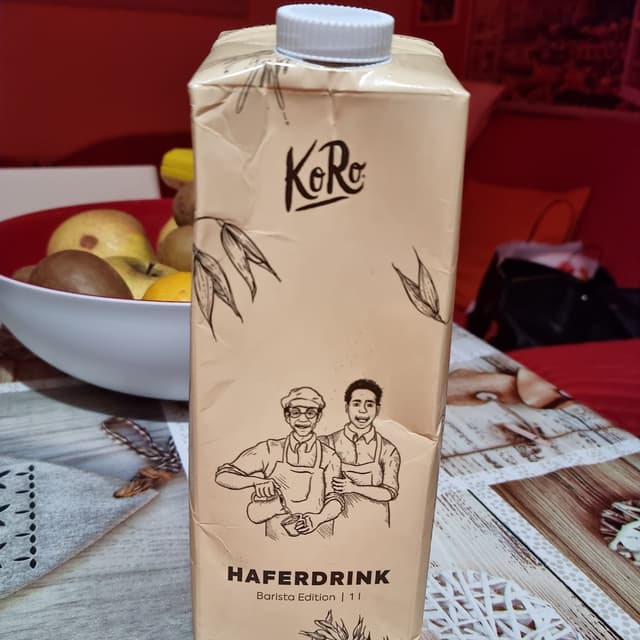 KoRo
HAFERDRINK
Barista Edition | 1 l